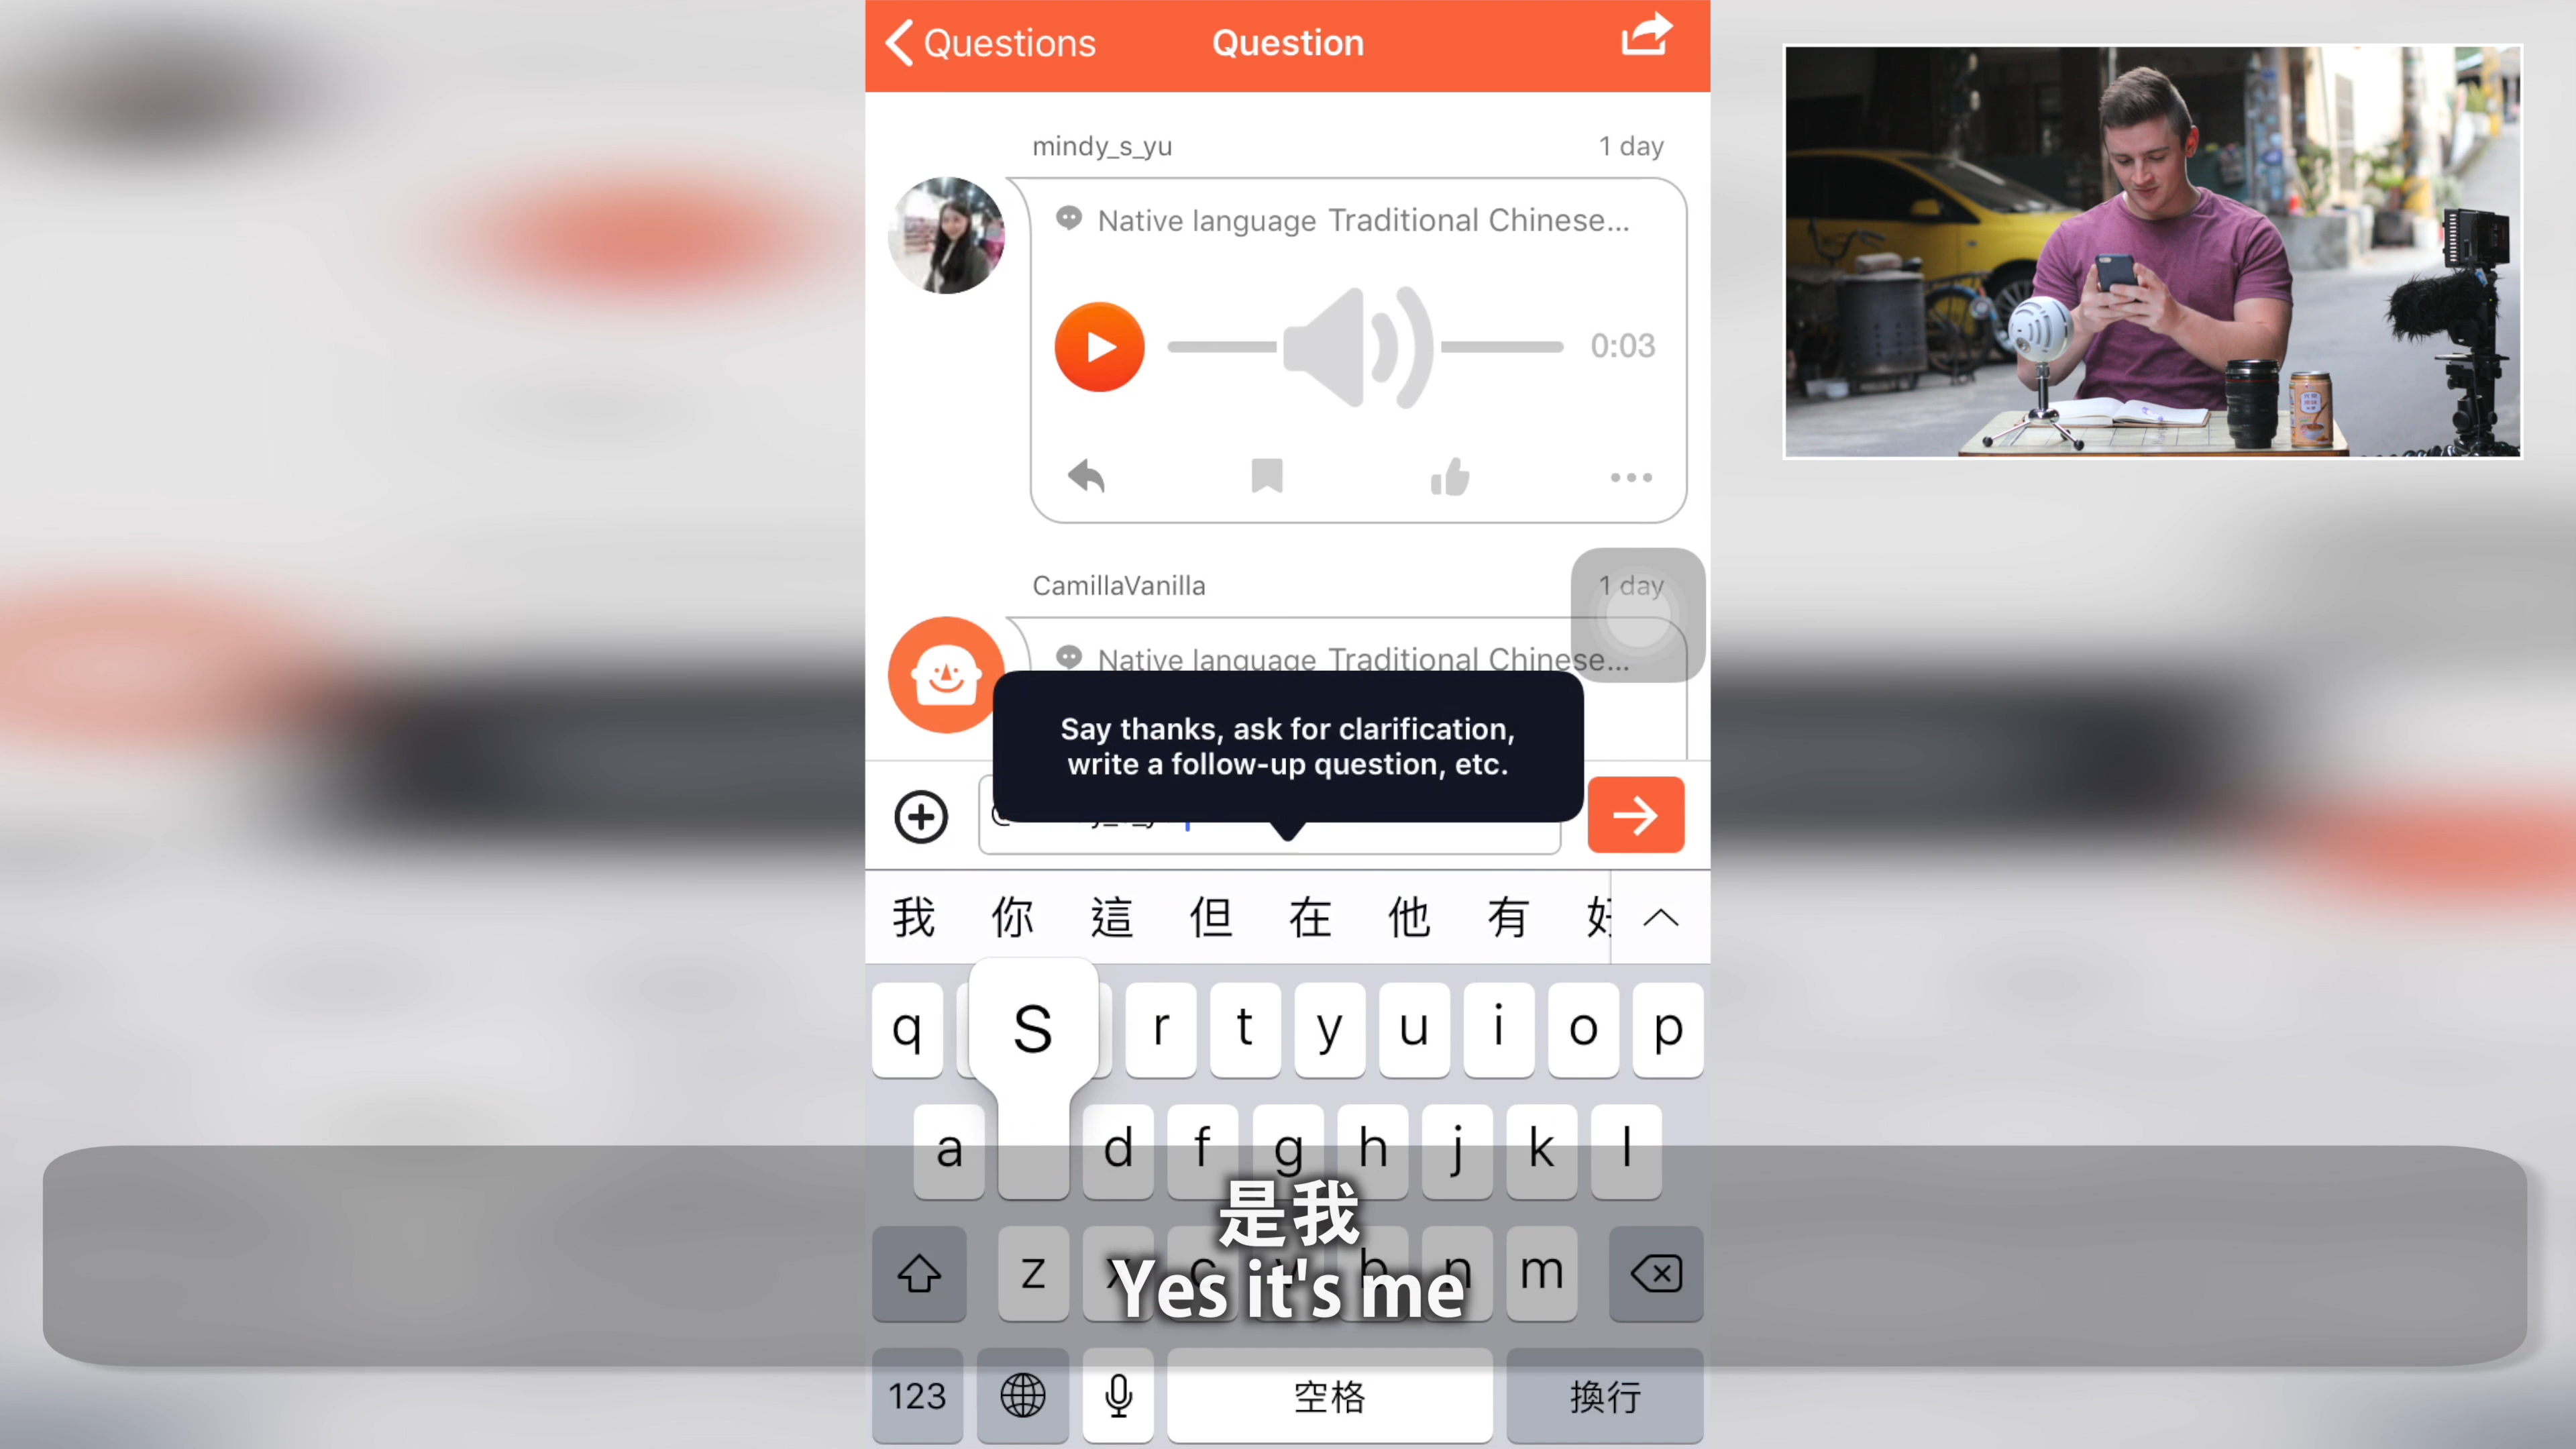 Questions
Question
mindy_s_yu
1 day
Native language Traditional Chinese...
0:03
CamillaVanilla
1 day
Native language Traditional Chinese...
Say thanks, ask for clarification,
write a follow-up question, etc.
我 你 這 但 在 他 有 好
q S r t y u i o p
a d f g h j k l
是我
z x c v b n m
Yes it's me
123 空格 換行